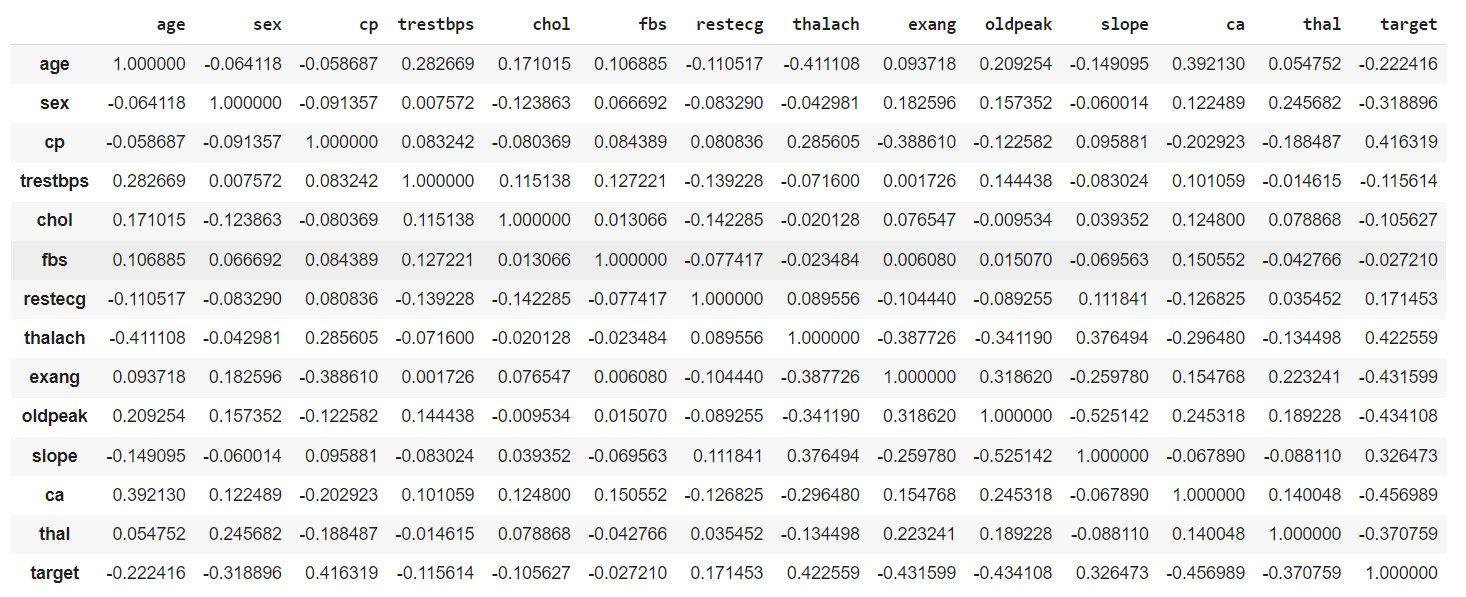 age sex cp trestbps chol fbs restecg thalach exang oldpeak slope ca thal target
age 1.000000 -0.064118 -0.058687 0.282669 0.171015 0.106885 -0.110517 -0.411108 0.093718 0.209254 -0.149095 0.392130 0.054752 -0.222416
sex -0.064118 1.000000 -0.091357 0.007572 -0.123863 0.066692 -0.083290 -0.042981 0.182596 0.157352 -0.060014 0.122489 0.245682 -0.318896
cp -0.058687 -0.091357 1.000000 0.083242 -0.080369 0.084389 0.080836 0.285605 -0.388610 -0.122582 0.095881 -0.202923 -0.188487 0.416319
trestbps 0.282669 0.007572 0.083242 1.000000 0.115138 0.127221 -0.139228 -0.071600 0.001726 0.144438 -0.083024 0.101059 -0.014615 -0.115614
chol 0.171015 -0.123863 -0.080369 0.115138 1.000000 0.013066 -0.142285 -0.020128 0.076547 -0.009534 0.039352 0.124800 0.078868 -0.105627
fbs 0.106885 0.066692 0.084389 0.127221 0.013066 1.000000 -0.077417 -0.023484 0.006080 0.015070 -0.069563 0.150552 -0.042766 -0.027210
restecg -0.110517 -0.083290 0.080836 -0.139228 -0.142285 -0.077417 1.000000 0.089556 -0.104440 -0.089255 0.111841 -0.126825 0.035452 0.171453
thalach -0.411108 -0.042981 0.285605 -0.071600 -0.020128 -0.023484 0.089556 1.000000 -0.387726 -0.341190 0.376494 -0.296480 -0.134498 0.422559
exang 0.093718 0.182596 -0.388610 0.001726 0.076547 0.006080 -0.104440 -0.387726 1.000000 0.318620 -0.259780 0.154768 0.223241 -0.431599
oldpeak 0.209254 0.157352 -0.122582 0.144438 -0.009534 0.015070 -0.089255 -0.341190 0.318620 1.000000 -0.525142 0.245318 0.189228 -0.434108
slope -0.149095 -0.060014 0.095881 -0.083024 0.039352 -0.069563 0.111841 0.376494 -0.259780 -0.525142 1.000000 -0.067890 -0.088110 0.326473
ca 0.392130 0.122489 -0.202923 0.101059 0.124800 0.150552 -0.126825 -0.296480 0.154768 0.245318 -0.067890 1.000000 0.140048 -0.456989
thal 0.054752 0.245682 -0.188487 -0.014615 0.078868 -0.042766 0.035452 -0.134498 0.223241 0.189228 -0.088110 0.140048 1.000000 -0.370759
target -0.222416 -0.318896 0.416319 -0.115614 -0.105627 -0.027210 0.171453 0.422559 -0.431599 -0.434108 0.326473 -0.456989 -0.370759 1.000000